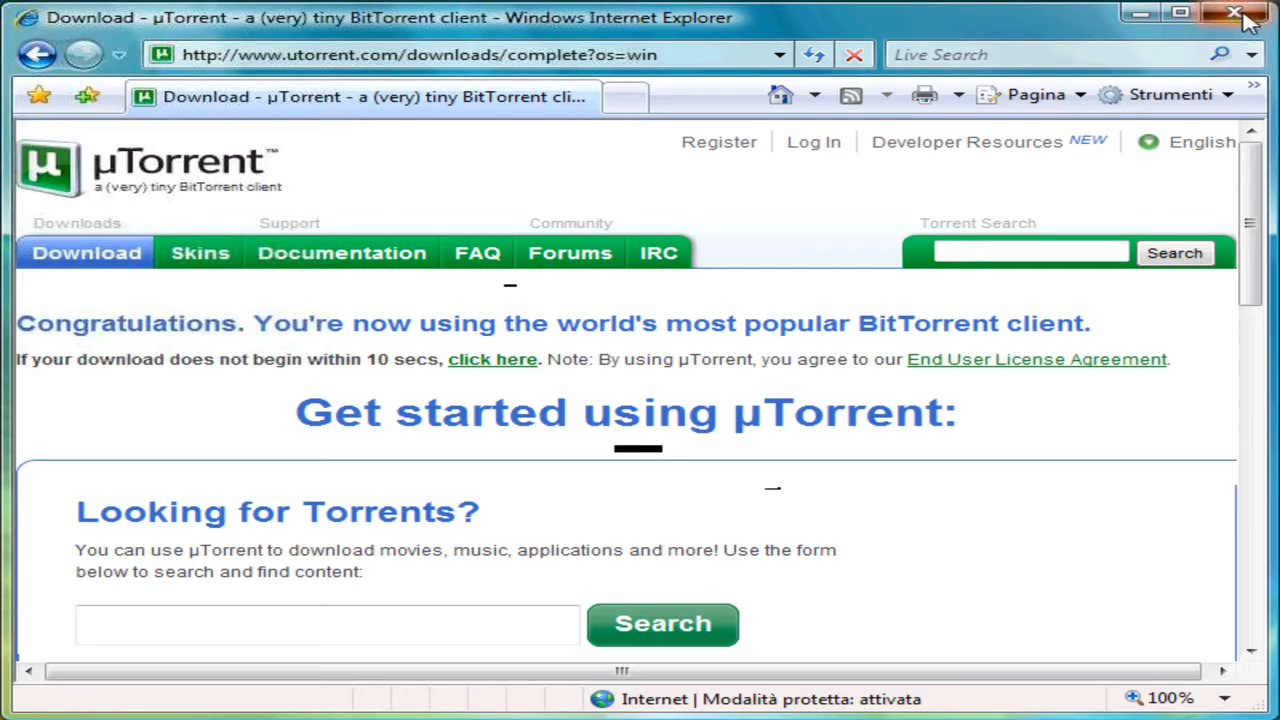 Download - µTorrent - a (very) tiny BitTorrent client - Windows Internet Explorer
http://www.utorrent.com/downloads/complete?os=win
Live Search
Download - µTorrent - a (very) tiny BitTorrent cli...
Pagina
Strumenti
Register Log In Developer Resources NEW English
µTorrent™
a (very) tiny BitTorrent client
Downloads Support Community Torrent Search
Download Skins Documentation FAQ Forums IRC Search
Congratulations. You're now using the world's most popular BitTorrent client.
If your download does not begin within 10 secs, click here. Note: By using µTorrent, you agree to our End User License Agreement.
Get started using µTorrent:
Looking for Torrents?
You can use µTorrent to download movies, music, applications and more! Use the form
below to search and find content:
Search
Internet | Modalità protetta: attivata
100%